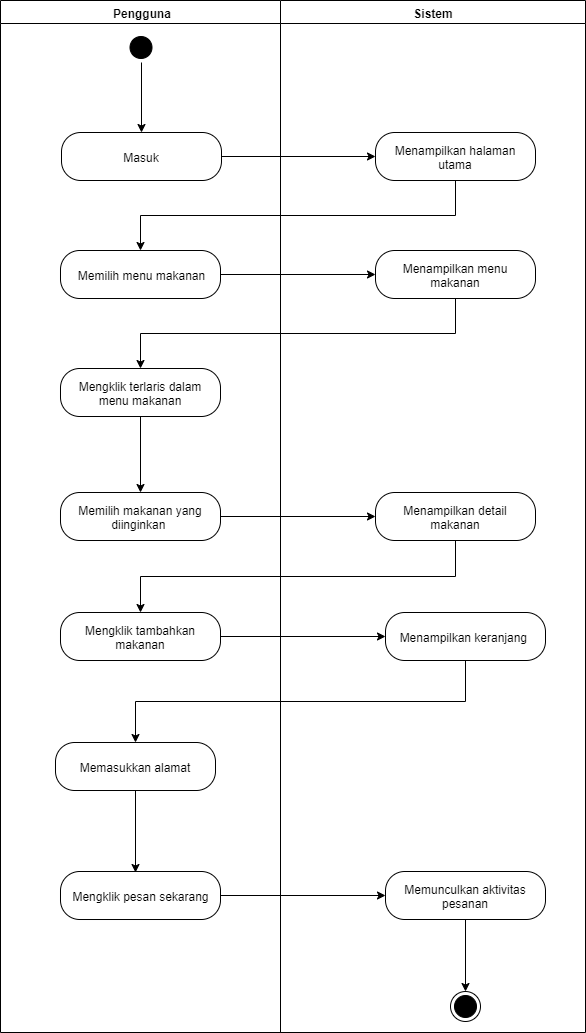 Pengguna
Sistem
Masuk
Menampilkan halaman
utama
Memilih menu makanan
Menampilkan menu
makanan
Mengklik terlaris dalam
menu makanan
Memilih makanan yang
diinginkan
Menampilkan detail
makanan
Mengklik tambahkan
makanan
Menampilkan keranjang
Memasukkan alamat
Mengklik pesan sekarang
Memunculkan aktivitas
pesanan